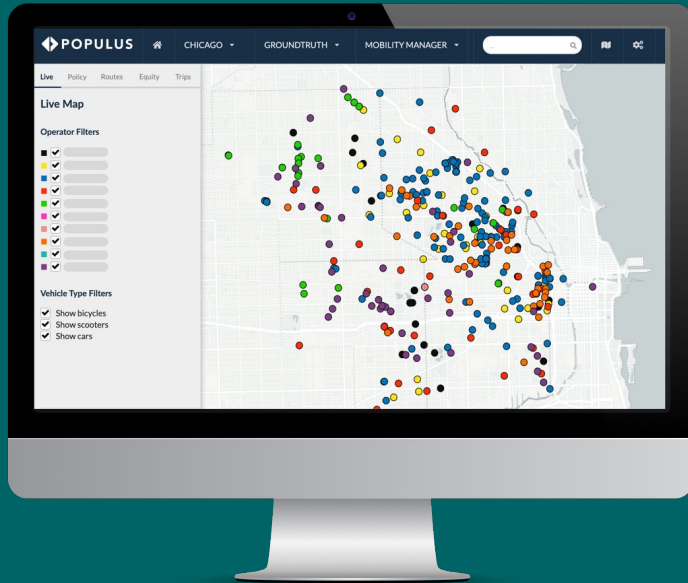 POPULUS
CHICAGO
GROUNDTRUTH
MOBILITY MANAGER
Live Policy Routes Equity Trips
Live Map
Operator Filters
Vehicle Type Filters
Show bicycles
Show scooters
Show cars